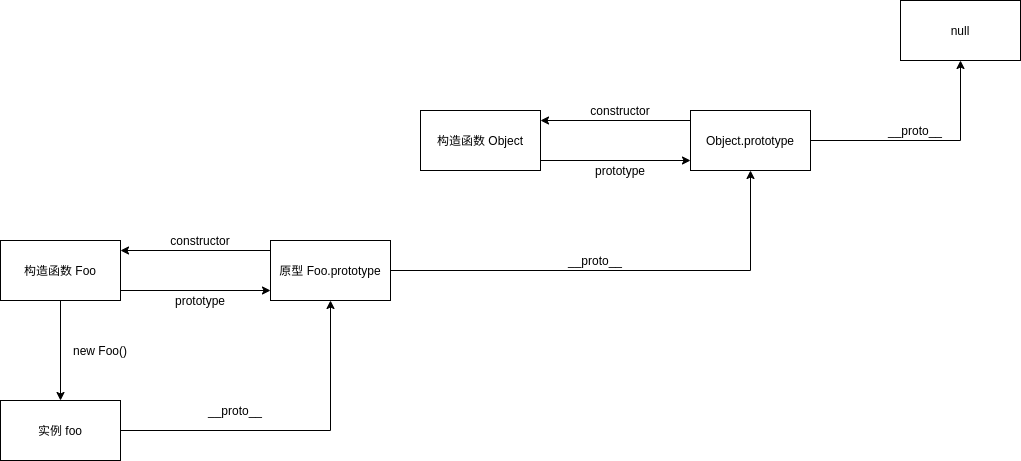 null
constructor
构造函数 Object
Object.prototype
__proto__
prototype
constructor
构造函数 Foo
原型 Foo.prototype
__proto__
prototype
new Foo()
__proto__
实例 foo